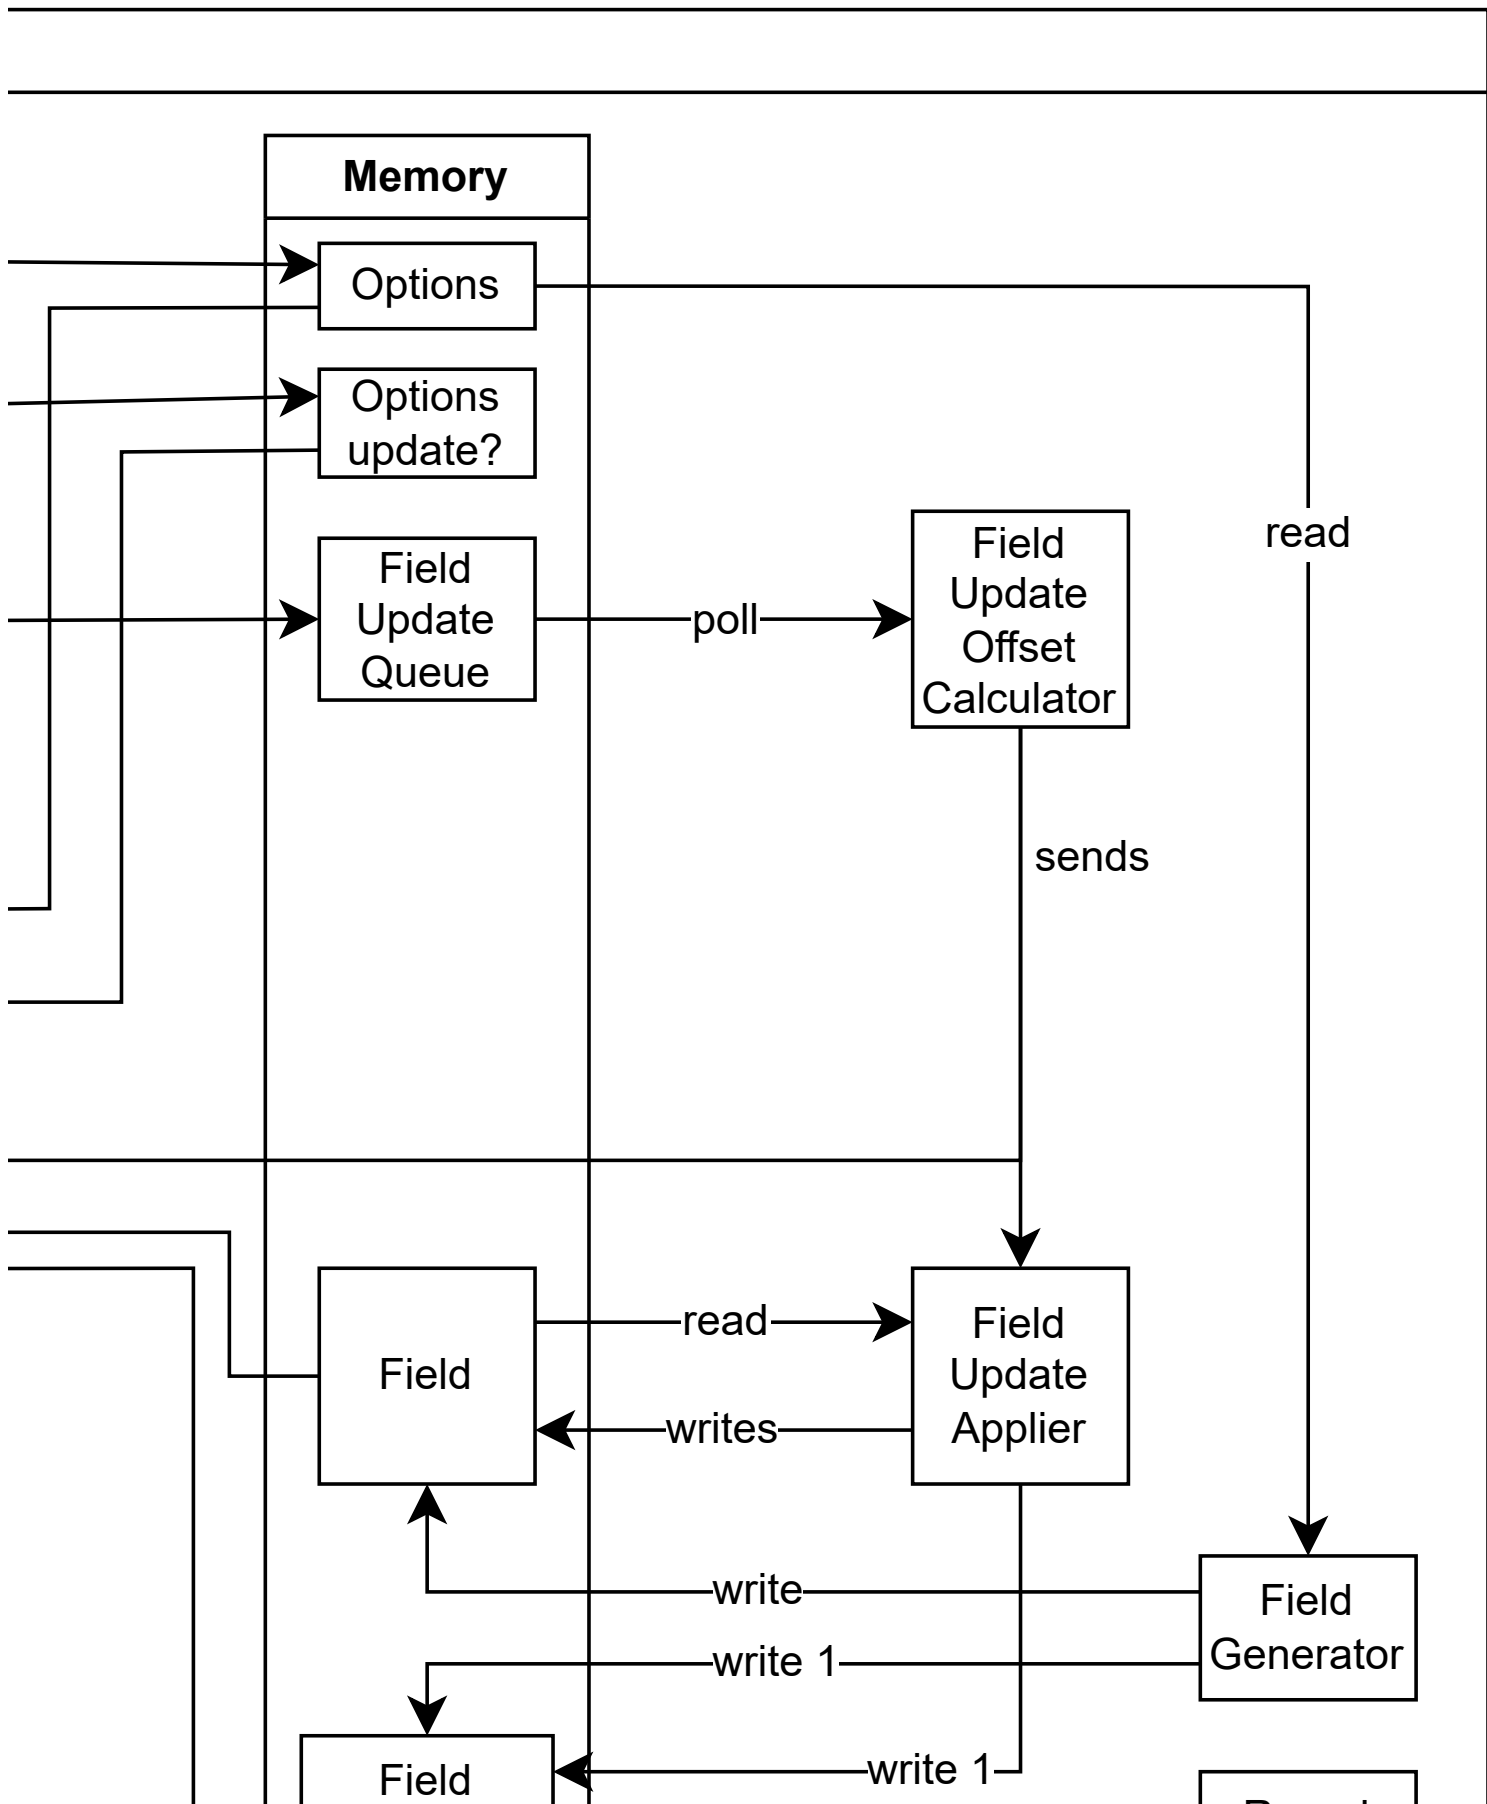 Memory
Options
Options
update?
Field
Update
Queue
poll
Field
Update
Offset
Calculator
read
sends
Field
read
writes
Field
Update
Applier
write
write 1
Field
Generator
Field
write 1